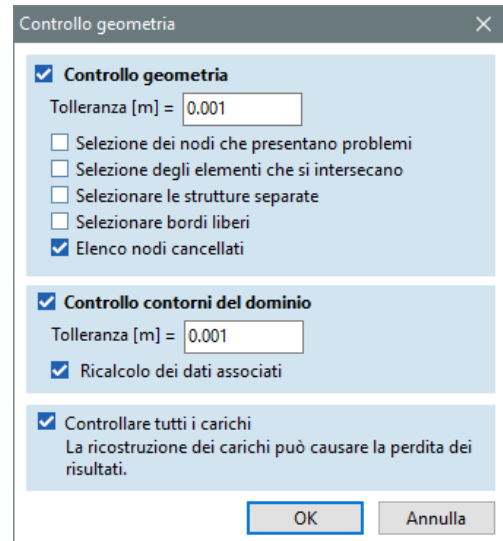 Controllo geometria
Controllo geometria
Tolleranza [m] = 0.001
Selezione dei nodi che presentano problemi
Selezione degli elementi che si intersecano
Selezionare le strutture separate
Selezionare bordi liberi
Elenco nodi cancellati
Controllo contorni del dominio
Tolleranza [m] = 0.001
Ricalcolo dei dati associati
Controllare tutti i carichi
La ricostruzione dei carichi può causare la perdita dei
risultati.
OK Annulla